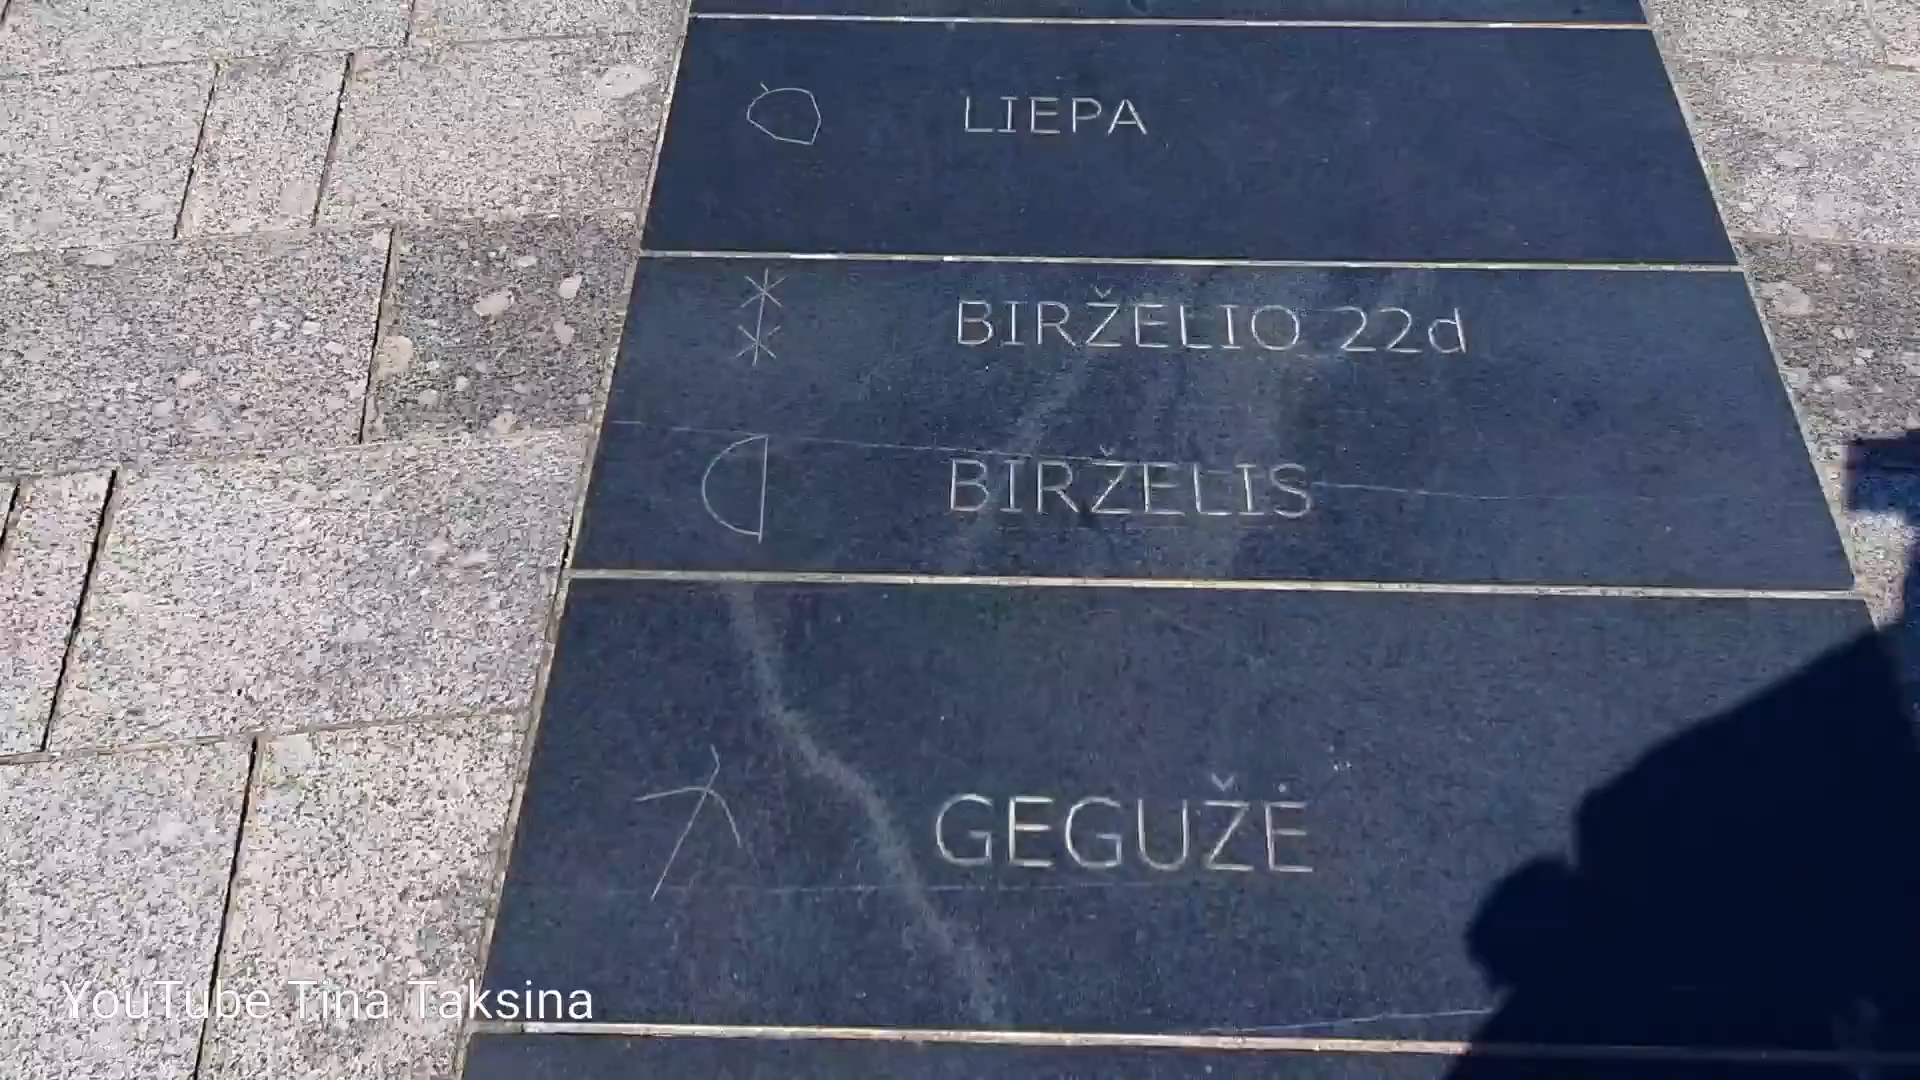 LIEPA
BIRŽELIO 22d
BIRŽELIS
GEGUŽĖ
YouTube Tina Taksina